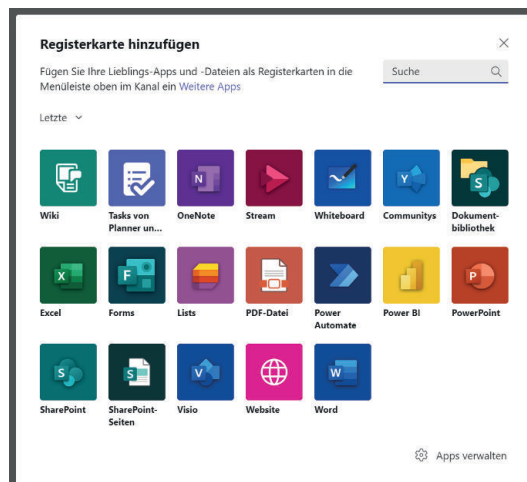 Registerkarte hinzufügen
Fügen Sie Ihre Lieblings-Apps und -Dateien als Registerkarten in die
Menüleiste oben im Kanal ein Weitere Apps
Suche
Letzte
Wiki
Tasks von
Planner un...
OneNote
Stream
Whiteboard
Communitys
Dokument-
bibliothek
Excel
Forms
Lists
PDF-Datei
Power
Automate
Power BI
PowerPoint
SharePoint
SharePoint-
Seiten
Visio
Website
Word
Apps verwalten